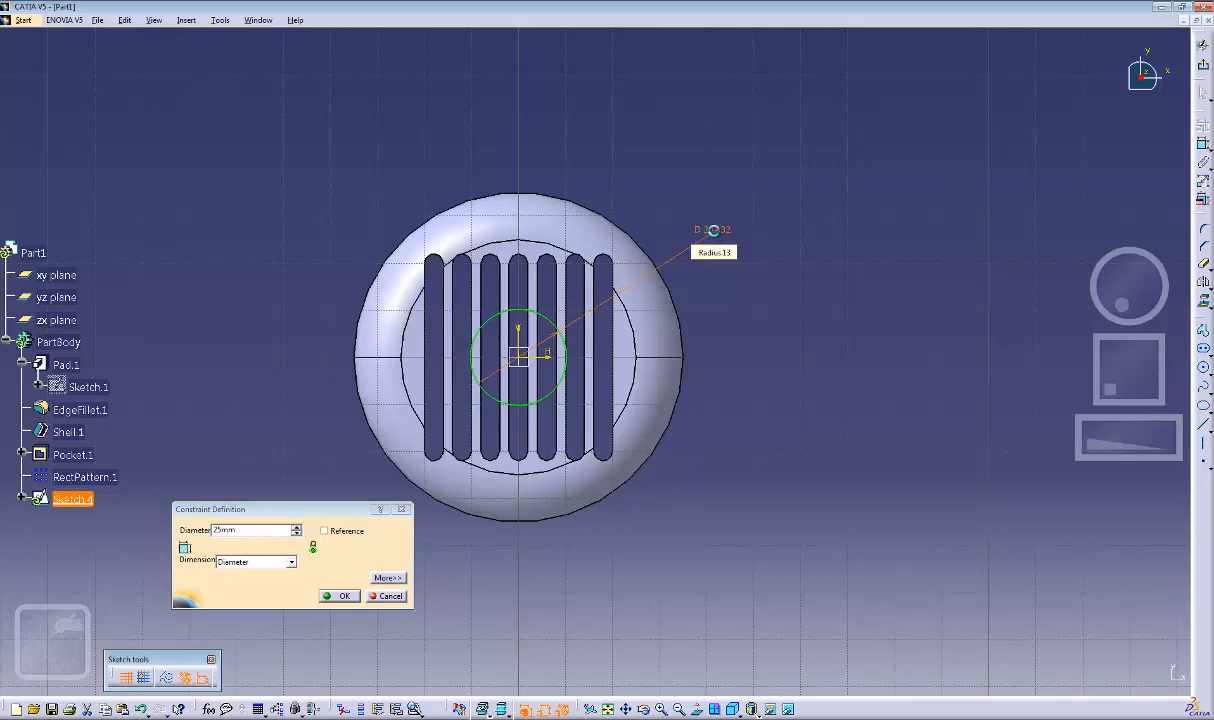 CATIA V5 - [Part1]
Start ENOVIA V5 File Edit View Insert Tools Window Help
y
x
z
Radius.13
V
H
Part1
xy plane
yz plane
zx plane
PartBody
Pad.1
Sketch.1
EdgeFillet.1
Shell.1
Pocket.1
RectPattern.1
Sketch.4
Constraint Definition
Diameter 25mm
Reference
Dimension Diameter
More>>
OK Cancel
Sketch tools
f(x)
CATIA